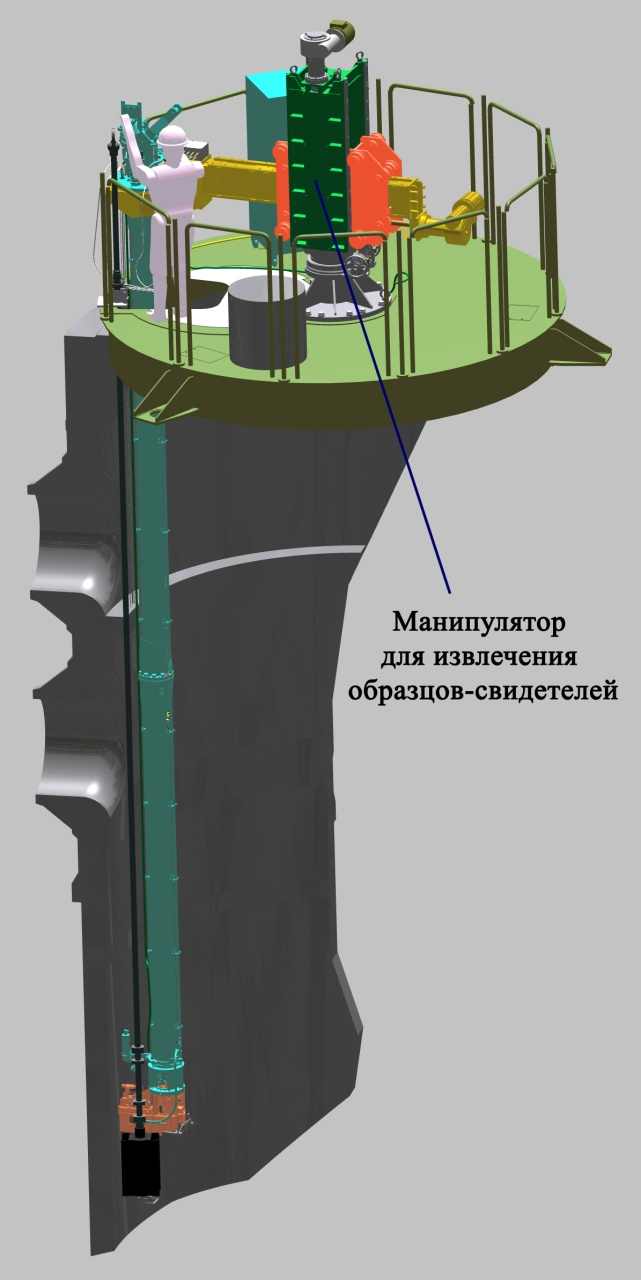 Манипулятор
для извлечения
образцов-свидетелей